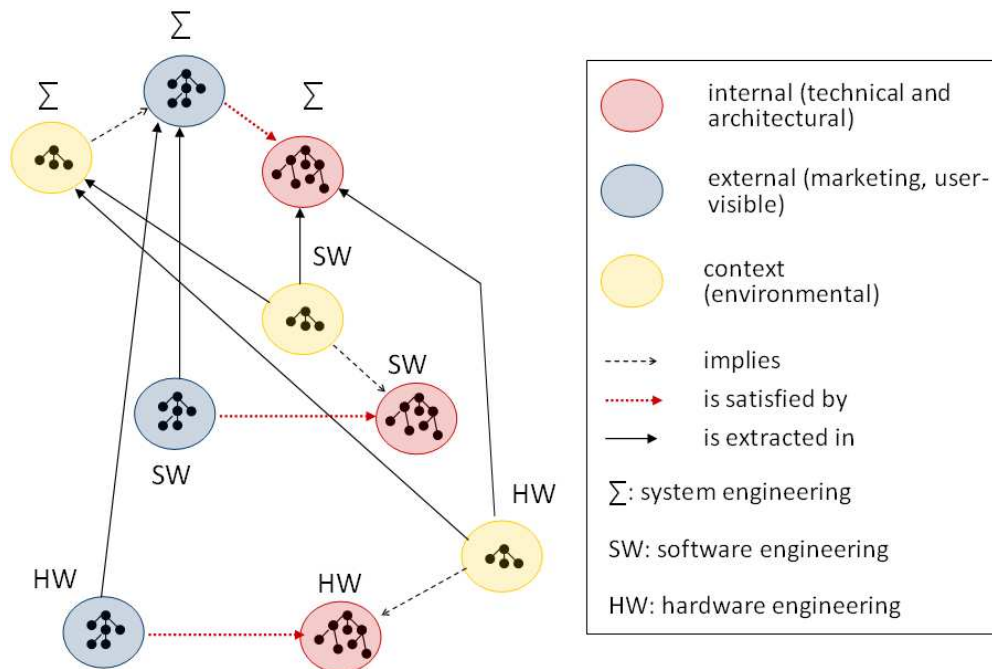 ∑
∑
∑
SW
SW
SW
HW
HW
HW
internal (technical and
architectural)
external (marketing, user-
visible)
context
(environmental)
implies
is satisfied by
is extracted in
∑: system engineering
SW: software engineering
HW: hardware engineering